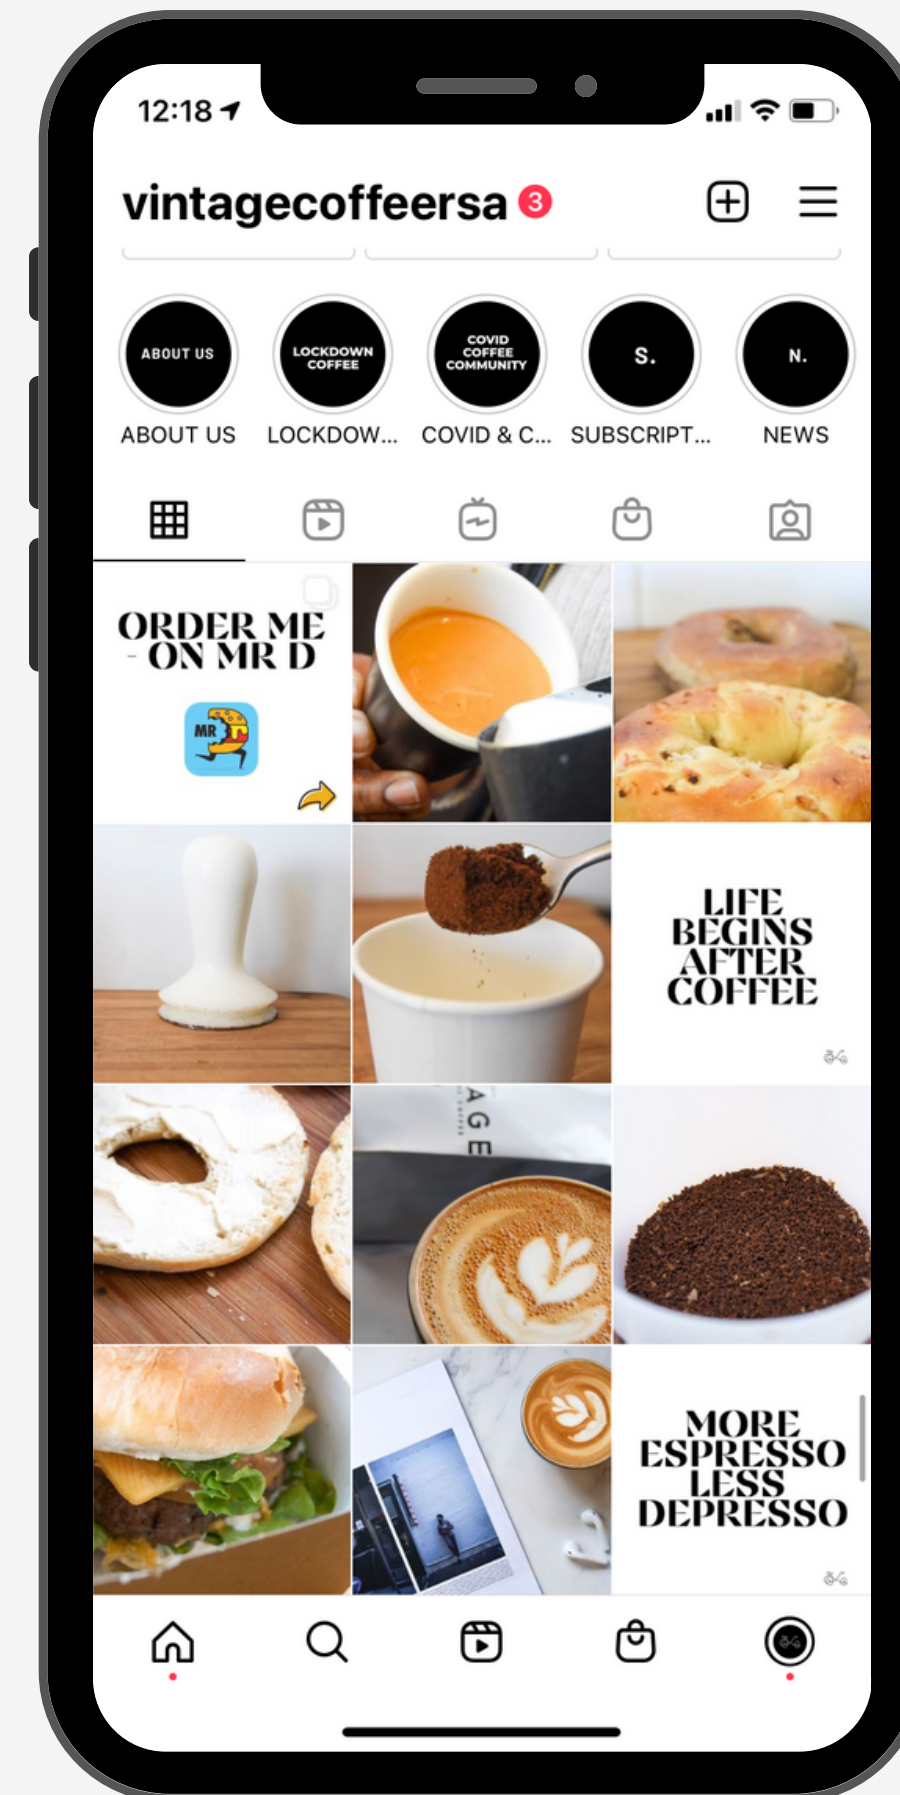 12:18
vintagecoffeersa 3
ABOUT US
LOCKDOWN
COFFEE
COVID
COFFEE
COMMUNITY
S.
N.
ABOUT US
LOCKDOW...
COVID & C...
SUBSCRIPT...
NEWS
ORDER ME
- ON MR D
MR D
LIFE
BEGINS
AFTER
COFFEE
AGE
MORE
ESPRESSO
LESS
DEPRESSO